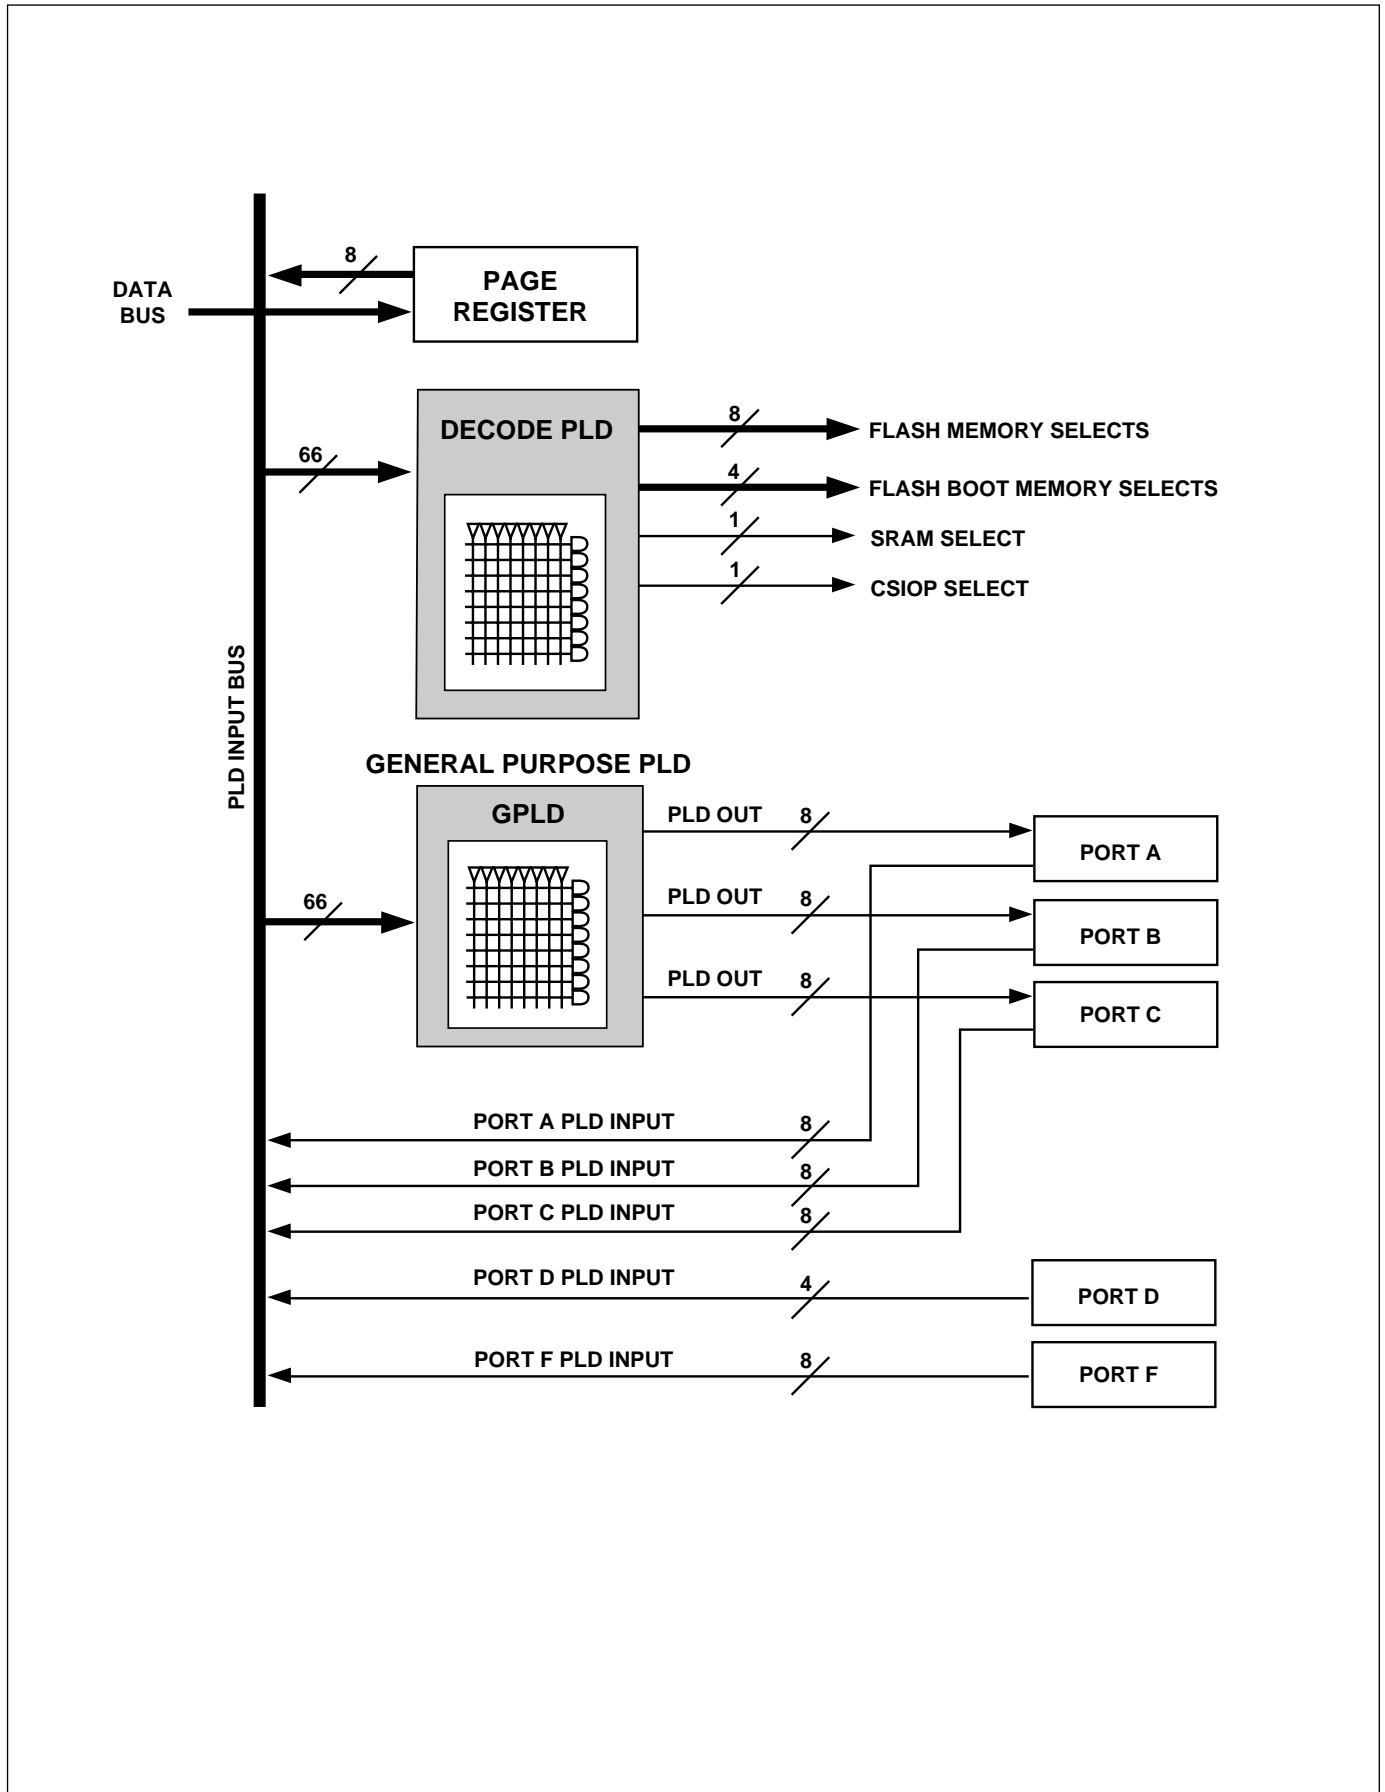 8
PAGE
REGISTER
DATA
BUS
DECODE PLD
8
FLASH MEMORY SELECTS
66
4
FLASH BOOT MEMORY SELECTS
1
SRAM SELECT
1
CSIOP SELECT
PLD INPUT BUS
GENERAL PURPOSE PLD
GPLD
PLD OUT 8
PORT A
66
PLD OUT 8
PORT B
PLD OUT 8
PORT C
PORT A PLD INPUT 8
PORT B PLD INPUT 8
PORT C PLD INPUT 8
PORT D PLD INPUT 4
PORT D
PORT F PLD INPUT 8
PORT F